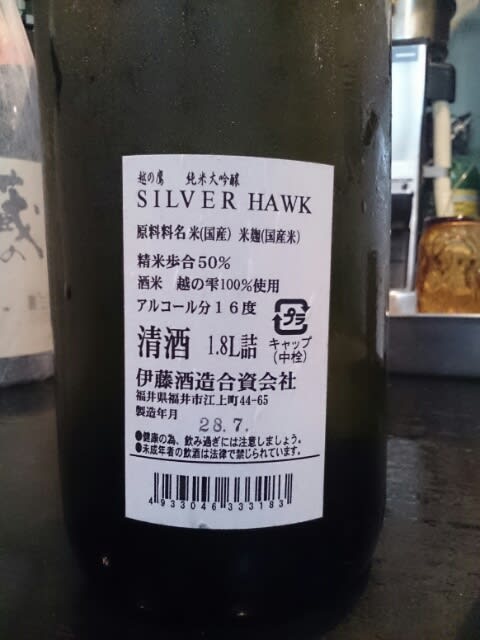 越の鷹 純米大吟醸
SILVER HAWK
原料料名 米(国産) 米麹(国産米)
精米歩合50%
酒米 越の雫100%使用
アルコール分16度
プラ
清酒 1.8L詰
キャップ
(中栓)
伊藤酒造合資会社
福井県福井市江上町44-65
製造年月
28.7.
●健康の為、飲み過ぎには注意しましょう。
●未成年者の飲酒は法律で禁じられています。
4933046333183
蔵の